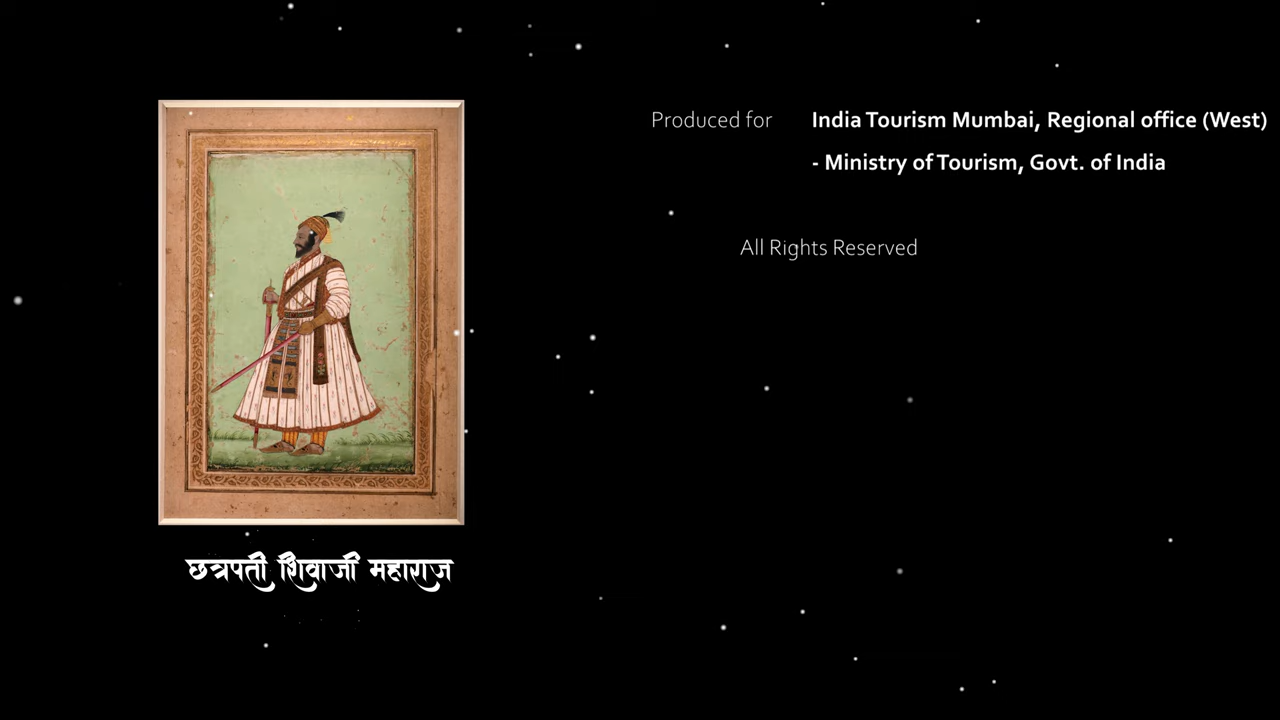 Produced for India Tourism Mumbai, Regional office (West)
- Ministry of Tourism, Govt. of India
All Rights Reserved
छत्रपती शिवाजी महाराज